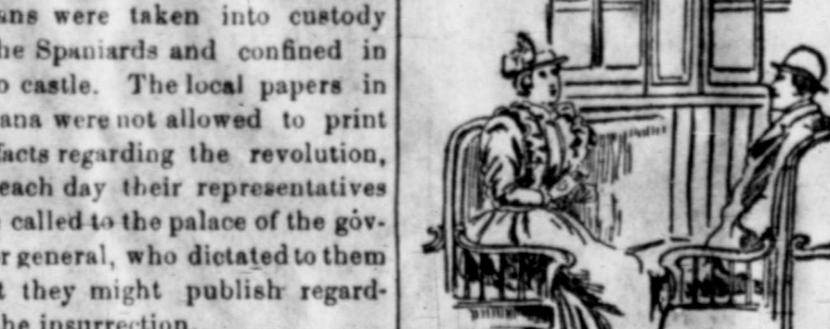 ans were taken into custody
he Spaniards and confined in
o castle. The local papers in
ana were not allowed to print
facts regarding the revolution,
each day their representatives
called to the palace of the gov-
r general, who dictated to them
t they might publish regard-
he insurrection.